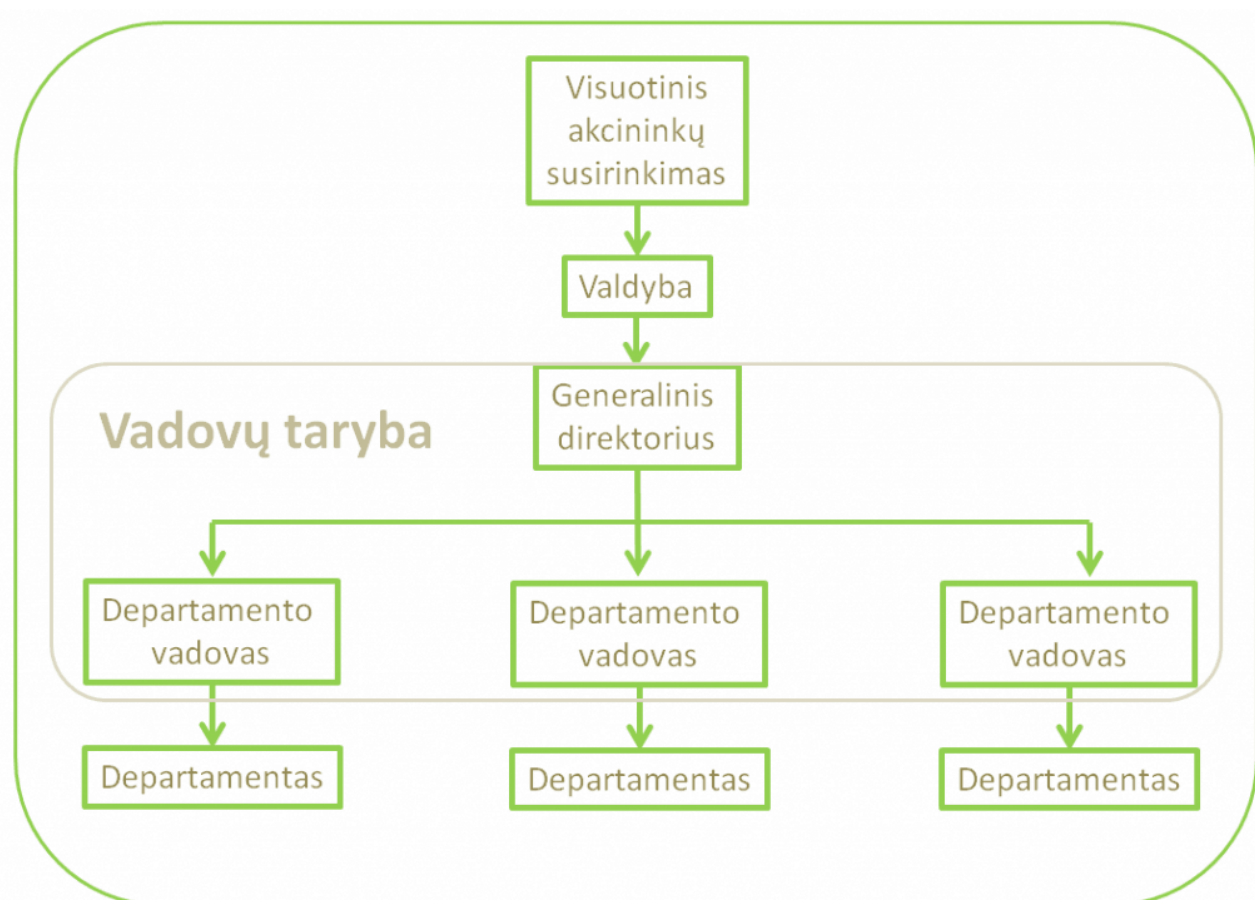 Visuotinis
akcininkų
susirinkimas
Valdyba
Generalinis
direktorius
Vadovų taryba
Departamento
vadovas
Departamento
vadovas
Departamento
vadovas
Departamentas
Departamentas
Departamentas